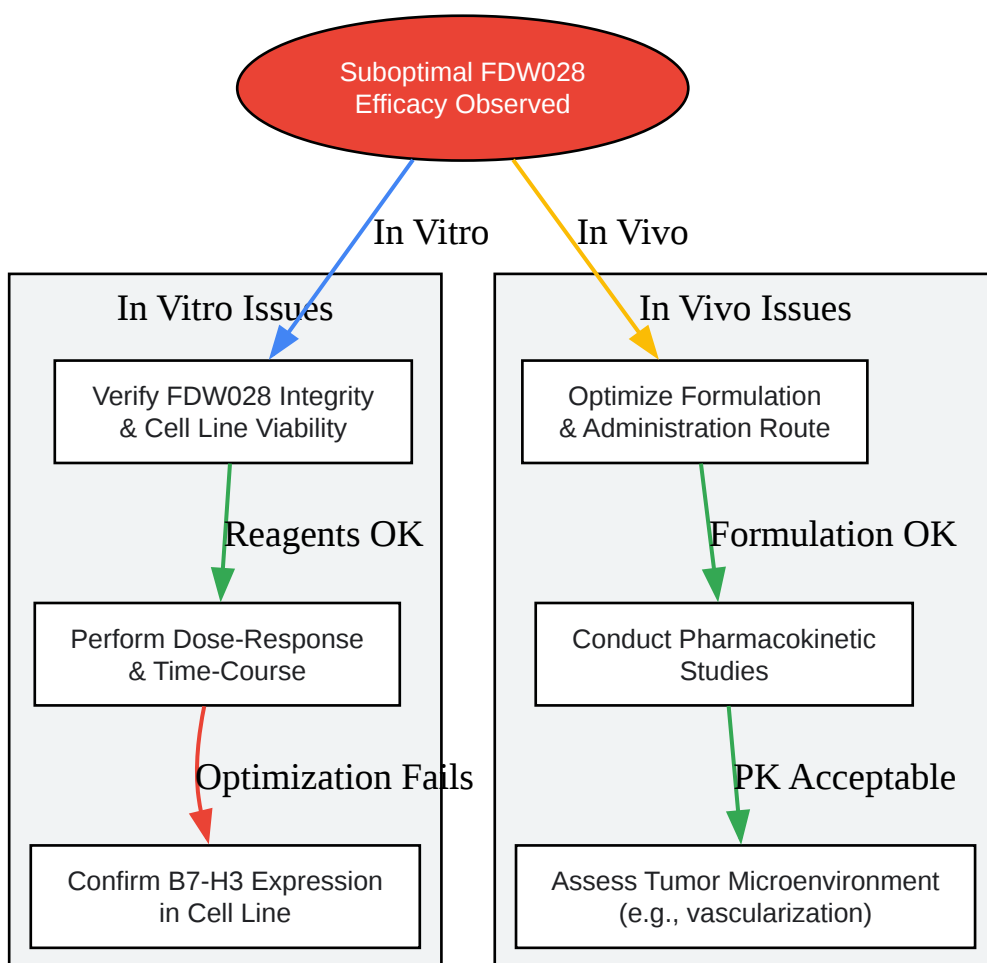 Suboptimal FDW028
Efficacy Observed
In Vitro
In Vivo
In Vitro Issues
Verify FDW028 Integrity
& Cell Line Viability
Reagents OK
Perform Dose-Response
& Time-Course
Optimization Fails
Confirm B7-H3 Expression
in Cell Line
In Vivo Issues
Optimize Formulation
& Administration Route
Formulation OK
Conduct Pharmacokinetic
Studies
PK Acceptable
Assess Tumor Microenvironment
(e.g., vascularization)